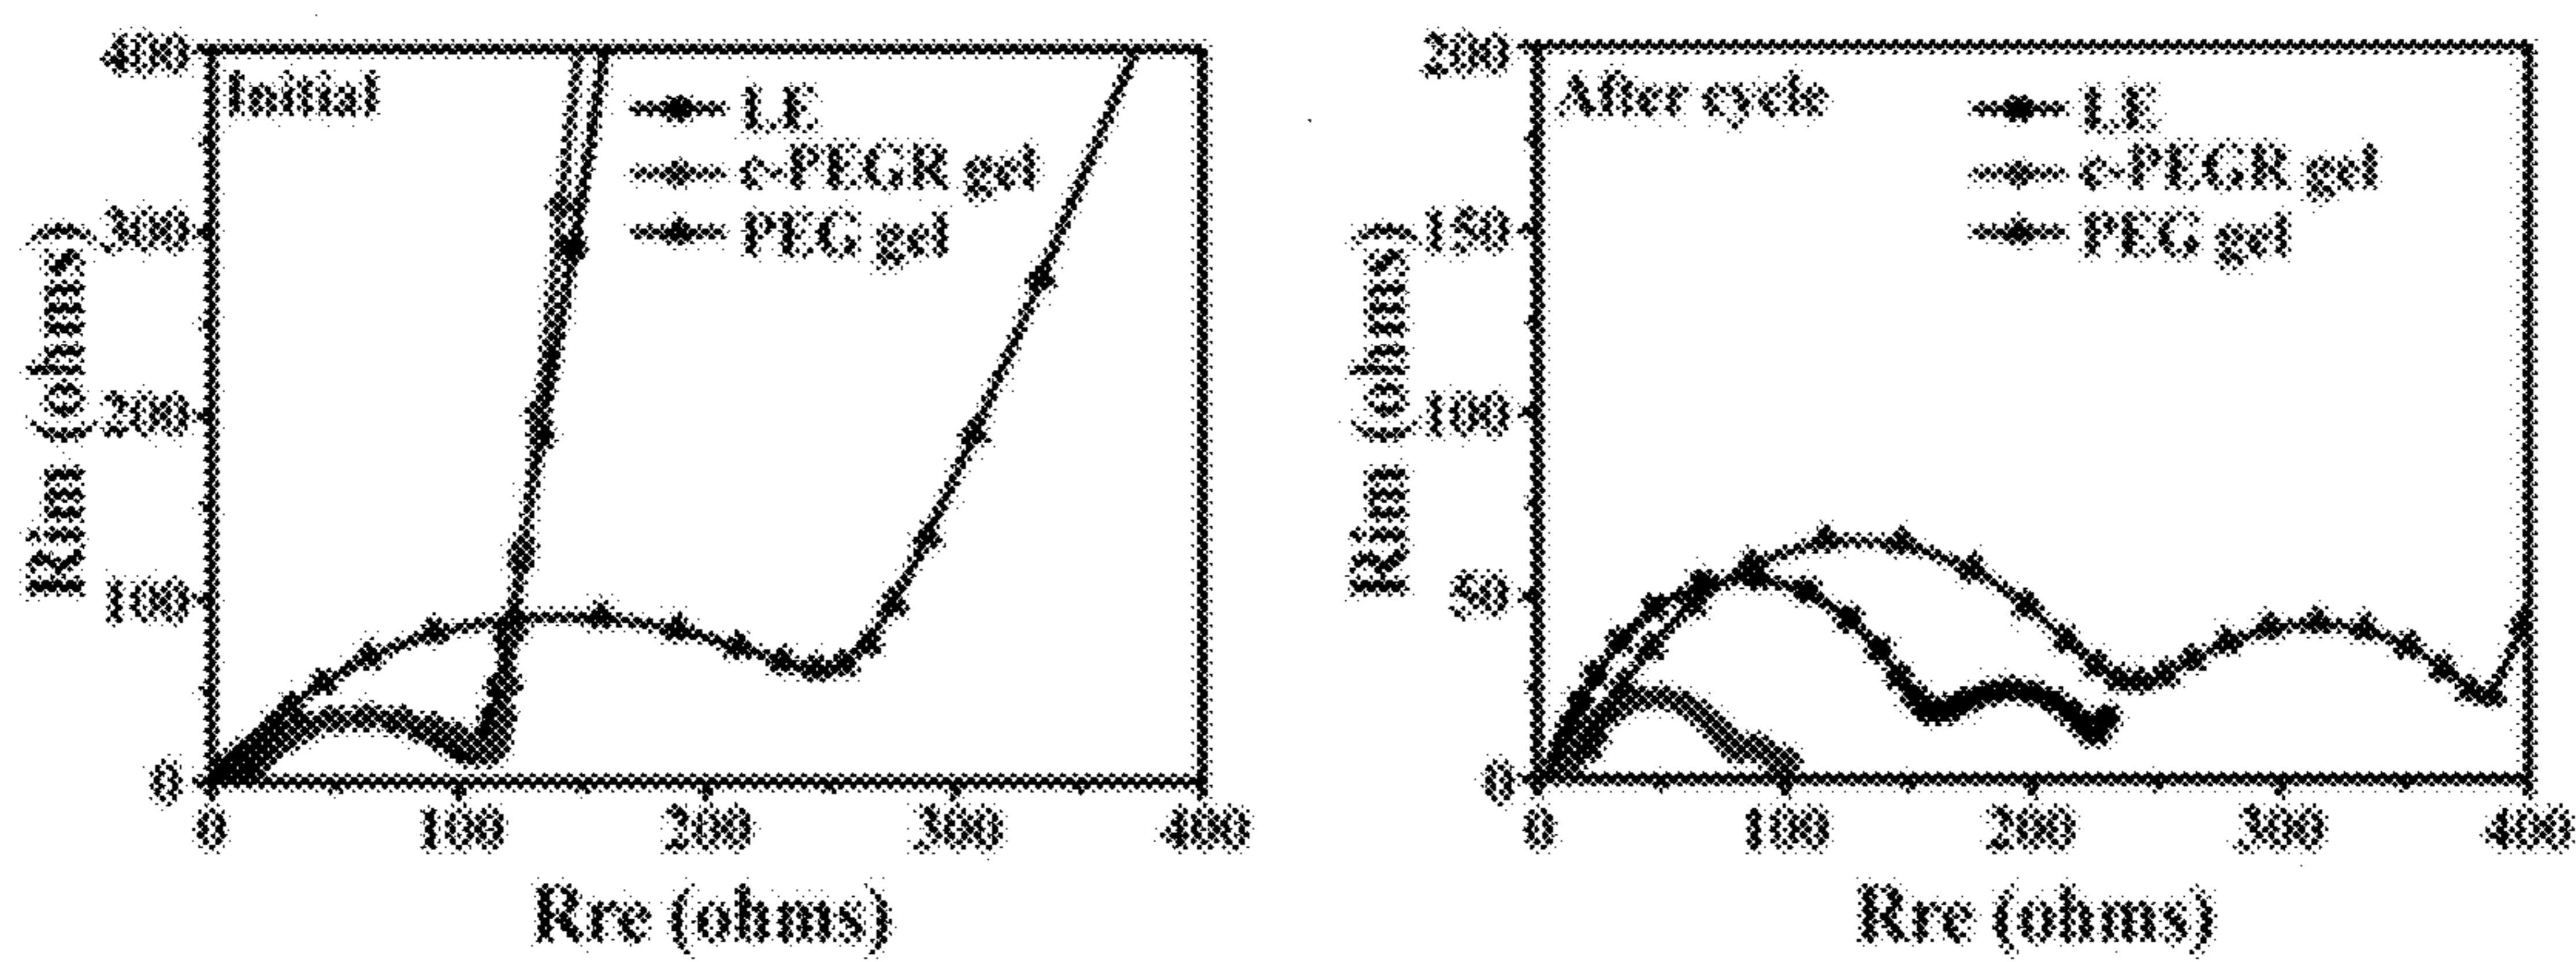 400
Initial
LE
c-PEGR gel
PEG gel
300
200
100
0
Rim (ohms)
0 100 200 300 400
Rre (ohms)
200
After cycle
LE
c-PEGR gel
PEG gel
150
100
50
0
Rim (ohms)
0 100 200 300 400
Rre (ohms)